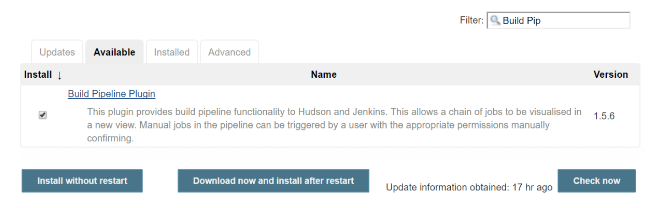 Filter: Build Pip
Updates Available Installed Advanced
Install ↓ Name Version
Build Pipeline Plugin
This plugin provides build pipeline functionality to Hudson and Jenkins. This allows a chain of jobs to be visualised in
a new view. Manual jobs in the pipeline can be triggered by a user with the appropriate permissions manually
confirming.
1.5.6
Install without restart Download now and install after restart Update information obtained: 17 hr ago Check now